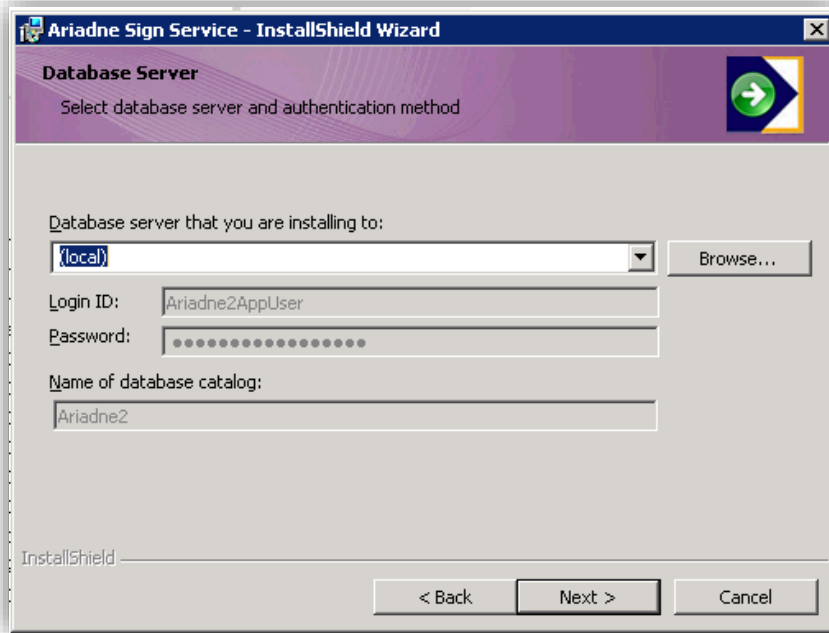 Ariadne Sign Service - InstallShield Wizard
Database Server
Select database server and authentication method
Database server that you are installing to:
(local)
Browse...
Login ID:
Ariadne2AppUser
Password:
●●●●●●●●●●●●●●●●●
Name of database catalog:
Ariadne2
InstallShield
< Back
Next >
Cancel